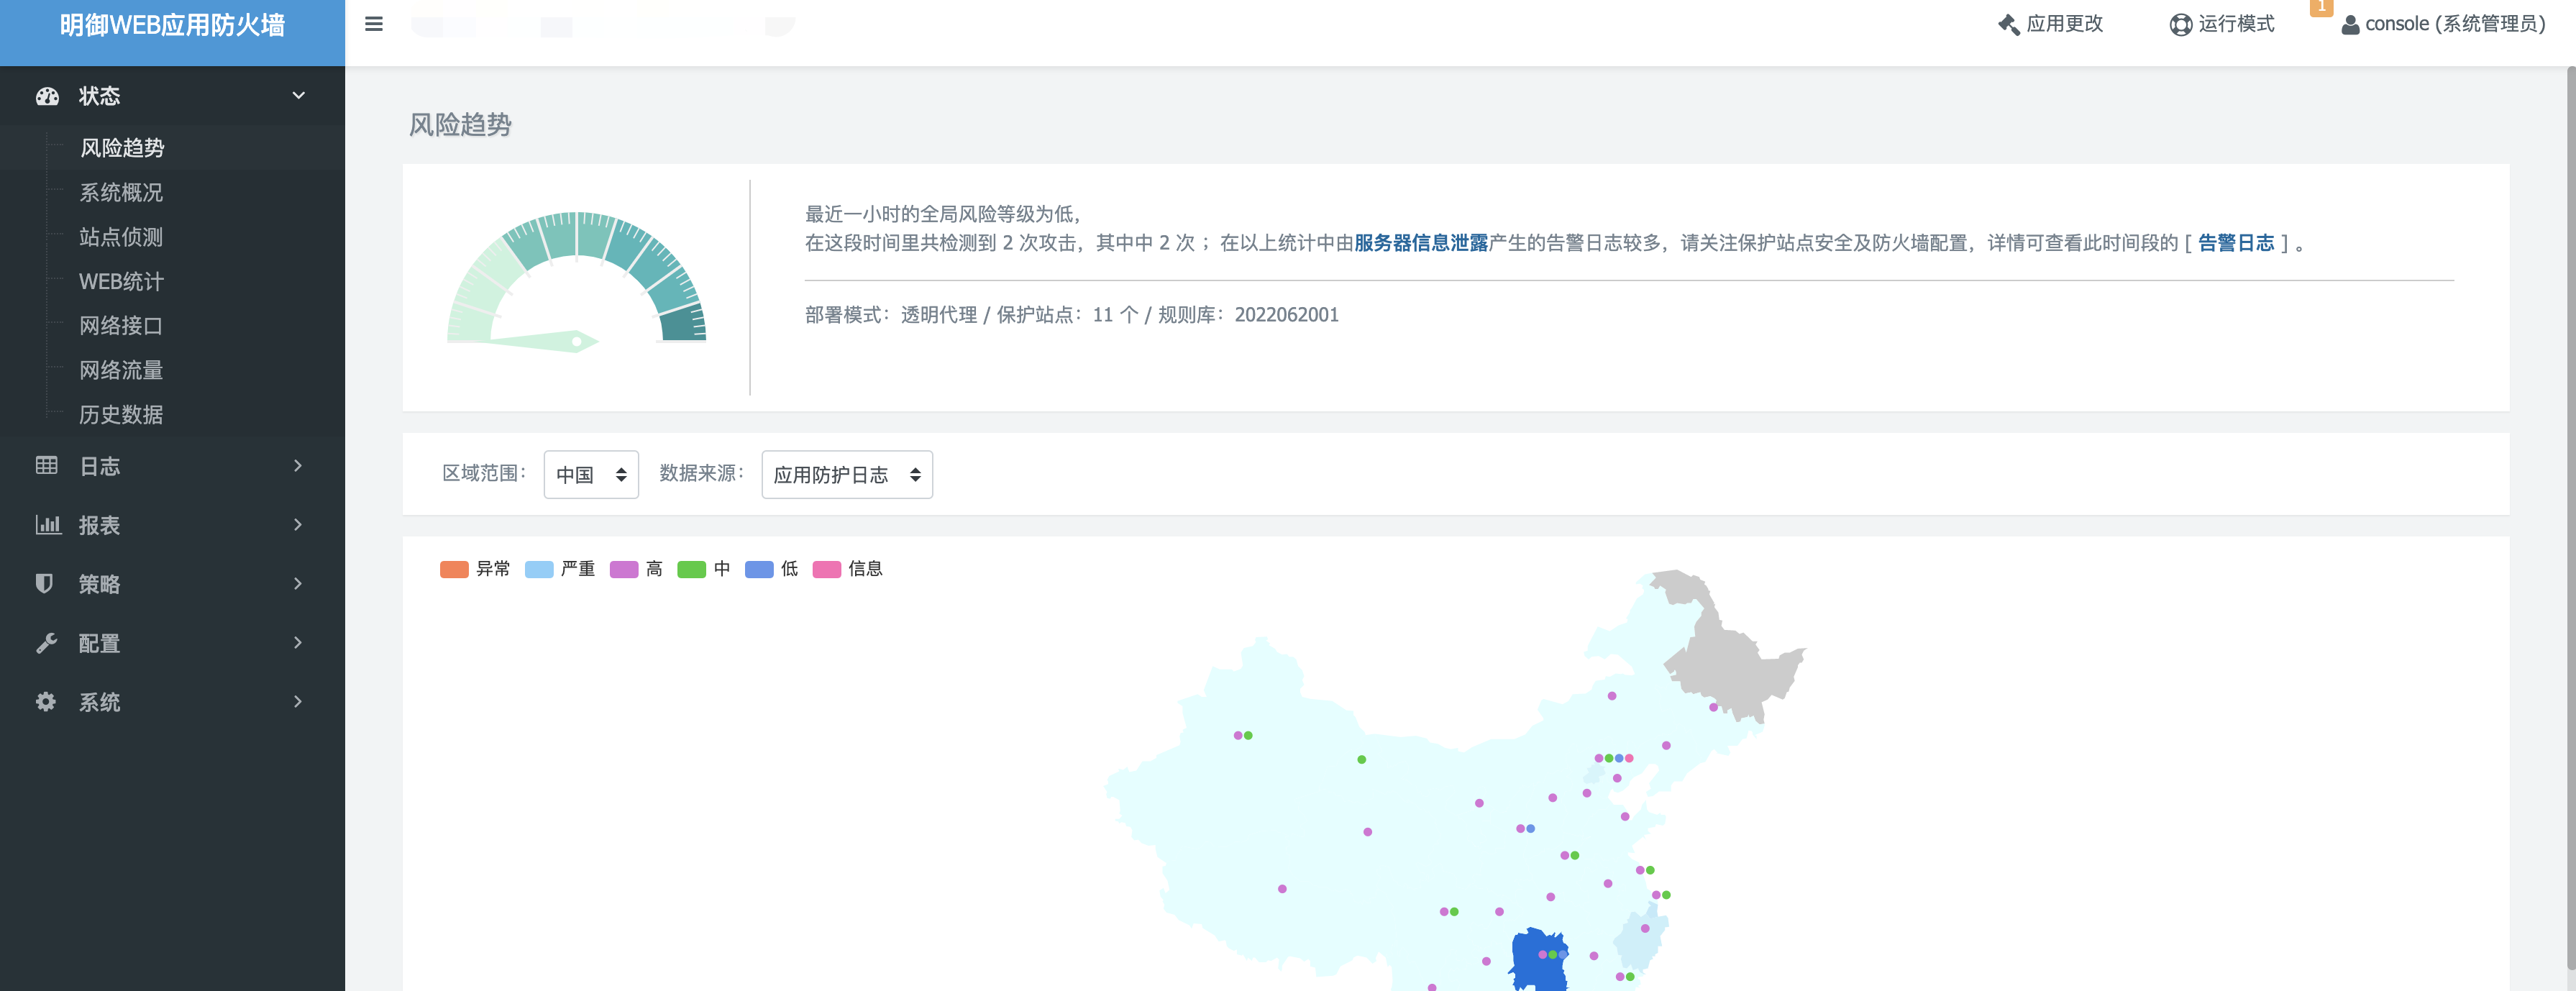 明御WEB应用防火墙
应用更改
运行模式
1
console (系统管理员)
状态
风险趋势
系统概况
站点侦测
WEB统计
网络接口
网络流量
历史数据
日志
报表
策略
配置
系统
风险趋势
最近一小时的全局风险等级为低，
在这段时间里共检测到 2 次攻击，其中中 2 次 ；在以上统计中由服务器信息泄露产生的告警日志较多，请关注保护站点安全及防火墙配置，详情可查看此时间段的 [ 告警日志 ] 。
部署模式：透明代理 / 保护站点：11 个 / 规则库：2022062001
区域范围： 中国 数据来源： 应用防护日志
异常 严重 高 中 低 信息